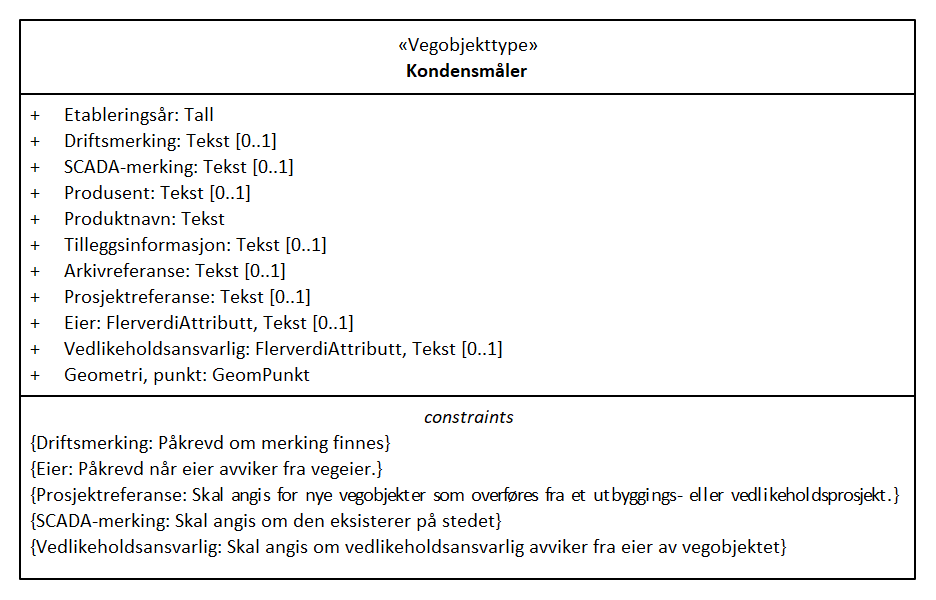 «Vegobjekttype»
Kondensmåler
+ Etableringsår: Tall
+ Driftsmerking: Tekst [0..1]
+ SCADA-merking: Tekst [0..1]
+ Produsent: Tekst [0..1]
+ Produktnavn: Tekst
+ Tilleggsinformasjon: Tekst [0..1]
+ Arkivreferanse: Tekst [0..1]
+ Prosjektreferanse: Tekst [0..1]
+ Eier: FlerverdiAttributt, Tekst [0..1]
+ Vedlikeholdsansvarlig: FlerverdiAttributt, Tekst [0..1]
+ Geometri, punkt: GeomPunkt
constraints
{Driftsmerking: Påkrevd om merking finnes}
{Eier: Påkrevd når eier avviker fra vegeier.}
{Prosjektreferanse: Skal angis for nye vegobjekter som overføres fra et utbyggings- eller vedlikeholdsprosjekt.}
{SCADA-merking: Skal angis om den eksisterer på stedet}
{Vedlikeholdsansvarlig: Skal angis om vedlikeholdsansvarlig avviker fra eier av vegobjektet}